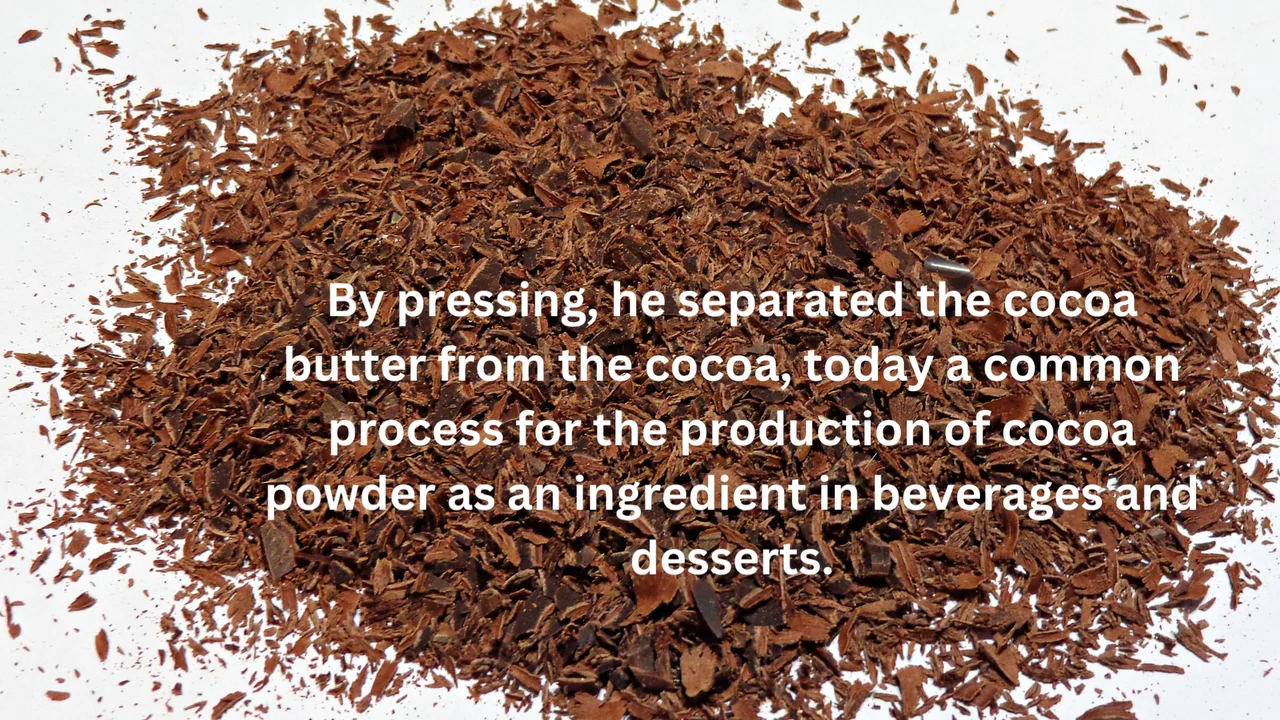 By pressing, he separated the cocoa
butter from the cocoa, today a common
process for the production of cocoa
powder as an ingredient in beverages and
desserts.